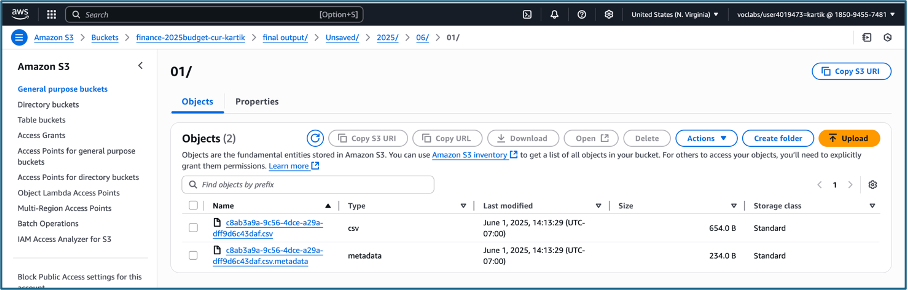 aws
Search
[Option+S]
United States (N. Virginia)
voclabs/user4019473=kartik @ 1850-9455-7481
Amazon S3 > Buckets > finance-2025budget-cur-kartik > final output/ > Unsaved/ > 2025/ > 06/ > 01/
Amazon S3
General purpose buckets
Directory buckets
Table buckets
Access Grants
Access Points for general purpose
buckets
Access Points for directory buckets
Object Lambda Access Points
Multi-Region Access Points
Batch Operations
IAM Access Analyzer for S3
Block Public Access settings for this
account
01/
Copy S3 URI
Objects
Properties
Objects (2)
Copy S3 URI
Copy URL
Download
Open
Delete
Actions
Create folder
Upload
Objects are the fundamental entities stored in Amazon S3. You can use Amazon S3 inventory to get a list of all objects in your bucket. For others to access your objects, you'll need to explicitly
grant them permissions. Learn more
Find objects by prefix
1
Name
Type
Last modified
Size
Storage class
c8ab3a9a-9c56-4dce-a29a-
dff9d6c43daf.csv
csv
June 1, 2025, 14:13:29 (UTC-
07:00)
654.0 B
Standard
c8ab3a9a-9c56-4dce-a29a-
dff9d6c43daf.csv.metadata
metadata
June 1, 2025, 14:13:29 (UTC-
07:00)
234.0 B
Standard